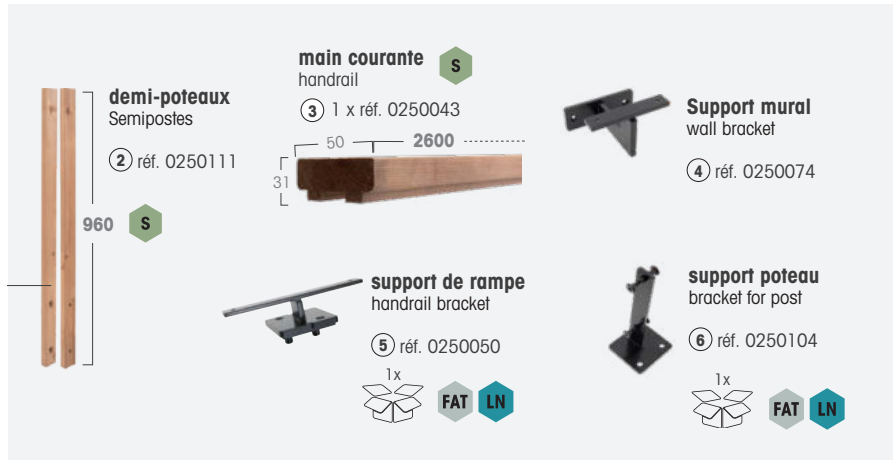 demi-poteaux
Semipostes
2 réf. 0250111
960
S
main courante
handrail
S
3 1 x réf. 0250043
50
2600
31
Support mural
wall bracket
4 réf. 0250074
support de rampe
handrail bracket
5 réf. 0250050
1x
FAT LN
support poteau
bracket for post
6 réf. 0250104
1x
FAT LN